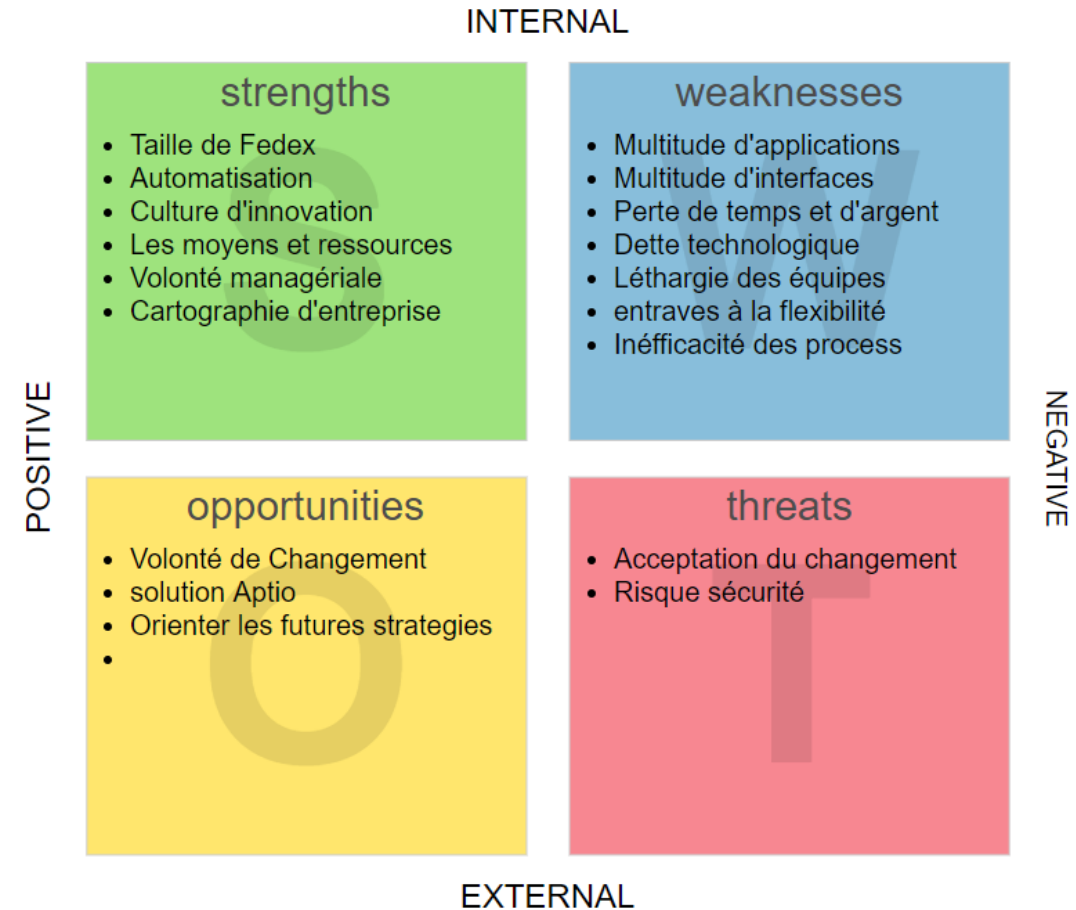 INTERNAL
strengths
• Taille de Fedex
• Automatisation
• Culture d'innovation
• Les moyens et ressources
• Volonté managériale
• Cartographie d'entreprise
S
weaknesses
• Multitude d'applications
• Multitude d'interfaces
• Perte de temps et d'argent
• Dette technologique
• Léthargie des équipes
• entraves à la flexibilité
• Inéfficacité des process
W
POSITIVE
NEGATIVE
opportunities
• Volonté de Changement
• solution Aptio
• Orienter les futures strategies
•
O
threats
• Acceptation du changement
• Risque sécurité
T
EXTERNAL